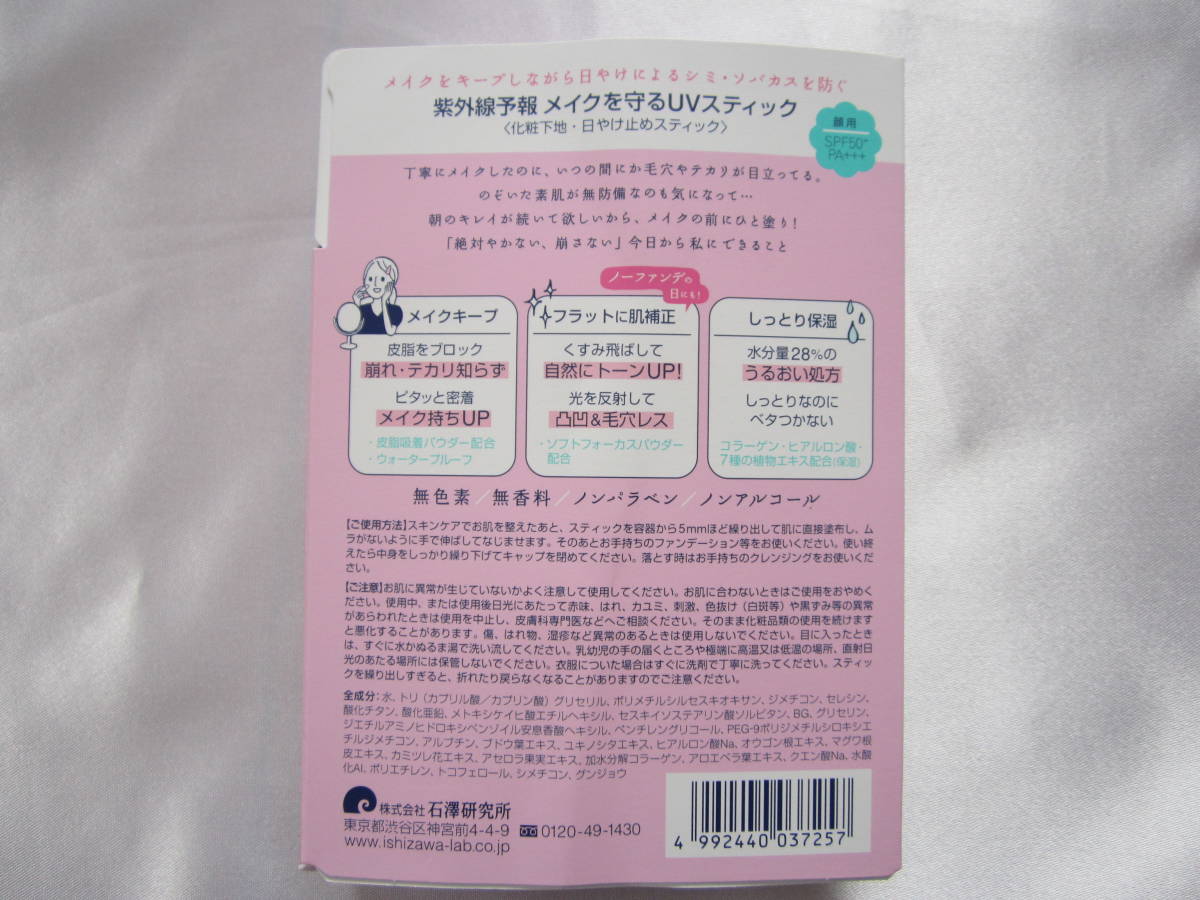 メイクをキープしながら日やけによるシミ・ソバカスを防ぐ
紫外線予報 メイクを守るUVスティック
〈化粧下地・日やけ止めスティック〉
顔用
SPF50+
PA+++
丁寧にメイクしたのに、いつの間にか毛穴やテカリが目立ってる。
のぞいた素肌が無防備なのも気になって…
朝のキレイが続いて欲しいから、メイクの前にひと塗り!
「絶対やかない、崩さない」今日から私にできること
メイクキープ
皮脂をブロック
崩れ・テカリ知らず
ピタッと密着
メイク持ちUP
・皮脂吸着パウダー配合
・ウォータープルーフ
ノーファンデの
日にも!
フラットに肌補正
くすみ飛ばして
自然にトーンUP!
光を反射して
凸凹&毛穴レス
・ソフトフォーカスパウダー
配合
しっとり保湿
水分量28%の
うるおい処方
しっとりなのに
ベタつかない
コラーゲン・ヒアルロン酸・
7種の植物エキス配合(保湿)
無色素/無香料/ノンパラベン/ノンアルコール
【ご使用方法】スキンケアでお肌を整えたあと、スティックを容器から5mmほど繰り出して肌に直接塗布し、ム
ラがないように手で伸ばしてなじませます。そのあとお手持ちのファンデーション等をお使いください。使い終
えたら中身をしっかり繰り下げてキャップを閉めてください。落とす時はお手持ちのクレンジングをお使いくだ
さい。
【ご注意】お肌に異常が生じていないかよく注意して使用してください。お肌に合わないときはご使用をおやめく
ださい。使用中、または使用後日光にあたって赤味、はれ、カユミ、刺激、色抜け(白斑等)や黒ずみ等の異常
があらわれたときは使用を中止し、皮膚科専門医などへご相談ください。そのまま化粧品類の使用を続けます
と悪化することがあります。傷、はれ物、湿疹など異常のあるときは使用しないでください。目に入ったとき
は、すぐに水かぬるま湯で洗い流してください。乳幼児の手の届くところや極端に高温又は低温の場所、直射日
光のあたる場所には保管しないでください。衣服についた場合はすぐに洗剤で丁寧に洗ってください。スティッ
クを繰り出しすぎると、折れたり戻らなくなることがありますのでご注意ください。
全成分:水、トリ(カプリル酸/カプリン酸)グリセリル、ポリメチルシルセスキオキサン、ジメチコン、セレシン、
酸化チタン、酸化亜鉛、メトキシケイヒ酸エチルヘキシル、セスキイソステアリン酸ソルビタン、BG、グリセリン、
ジエチルアミノヒドロキシベンゾイル安息香酸ヘキシル、ペンチレングリコール、PEG-9ポリジメチルシロキシエ
チルジメチコン、アルブチン、ブドウ葉エキス、ユキノシタエキス、ヒアルロン酸Na、オウゴン根エキス、マグワ根
皮エキス、カミツレ花エキス、アセロラ果実エキス、加水分解コラーゲン、アロエベラ葉エキス、クエン酸Na、水酸
化Al、ポリエチレン、トコフェロール、シメチコン、グンジョウ
株式会社 石澤研究所
東京都渋谷区神宮前4-4-9 0120-49-1430
www.ishizawa-lab.co.jp
4 992440 037257